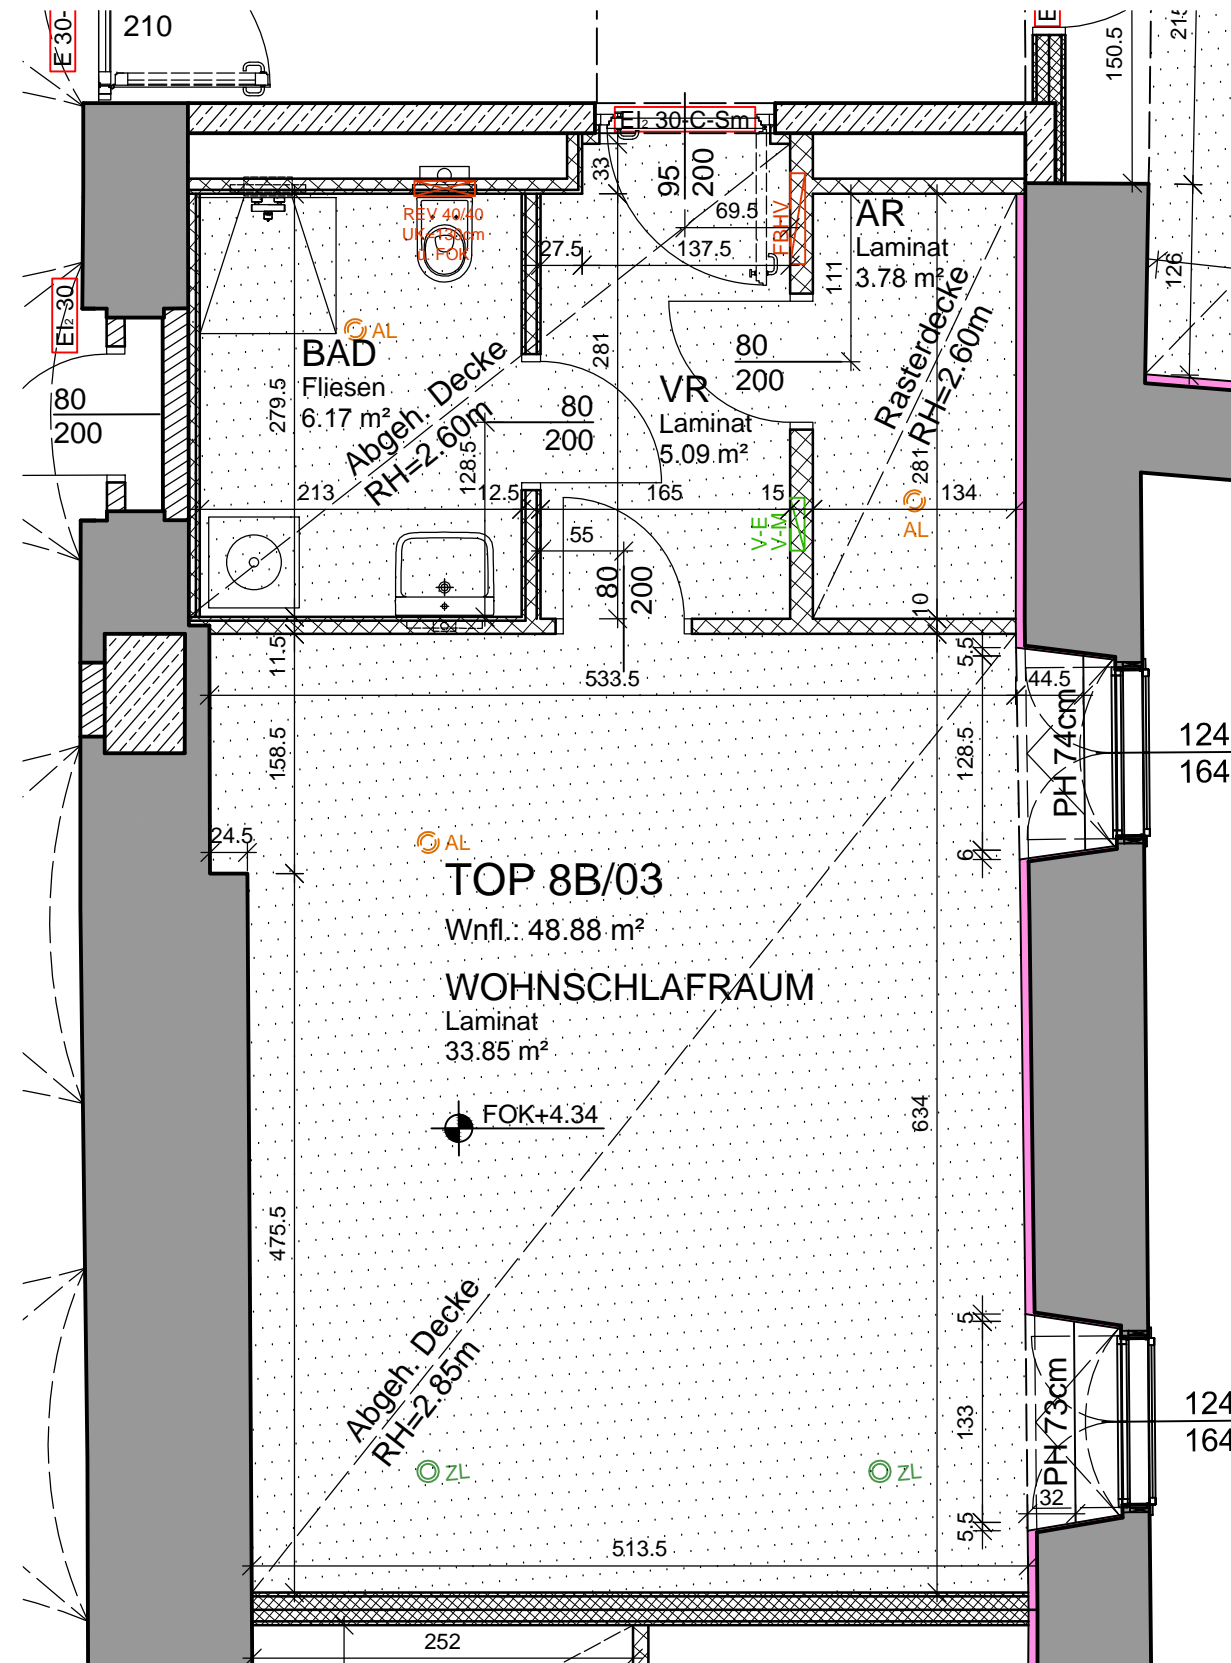 E 30-
210
E
150.5
215
EI₂ 30-C-Sm
33
95
200
69.5
FBHV
AR
Laminat
3.78 m²
REV 40/40
UK=130cm
ü. FOK
27.5
137.5
111
126
EI₂ 30
AL
BAD
Fliesen
6.17 m²
Abgeh. Decke
RH=2.60m
281
80
200
VR
Laminat
5.09 m²
Rasterdecke
RH=2.60m
80
200
279.5
80
200
128.5
213
12.5
165
15
281
134
AL
V-E
V-M
55
80
200
10
11.5
5.5
533.5
44.5
158.5
128.5
PH 74cm
124
164
24.5
AL
6
TOP 8B/03
Wnfl.: 48.88 m²
WOHNSCHLAFRAUM
Laminat
33.85 m²
FOK+4.34
634
475.5
Abgeh. Decke
RH=2.85m
5
133
PH 73cm
124
164
ZL
ZL
32
5.5
513.5
252